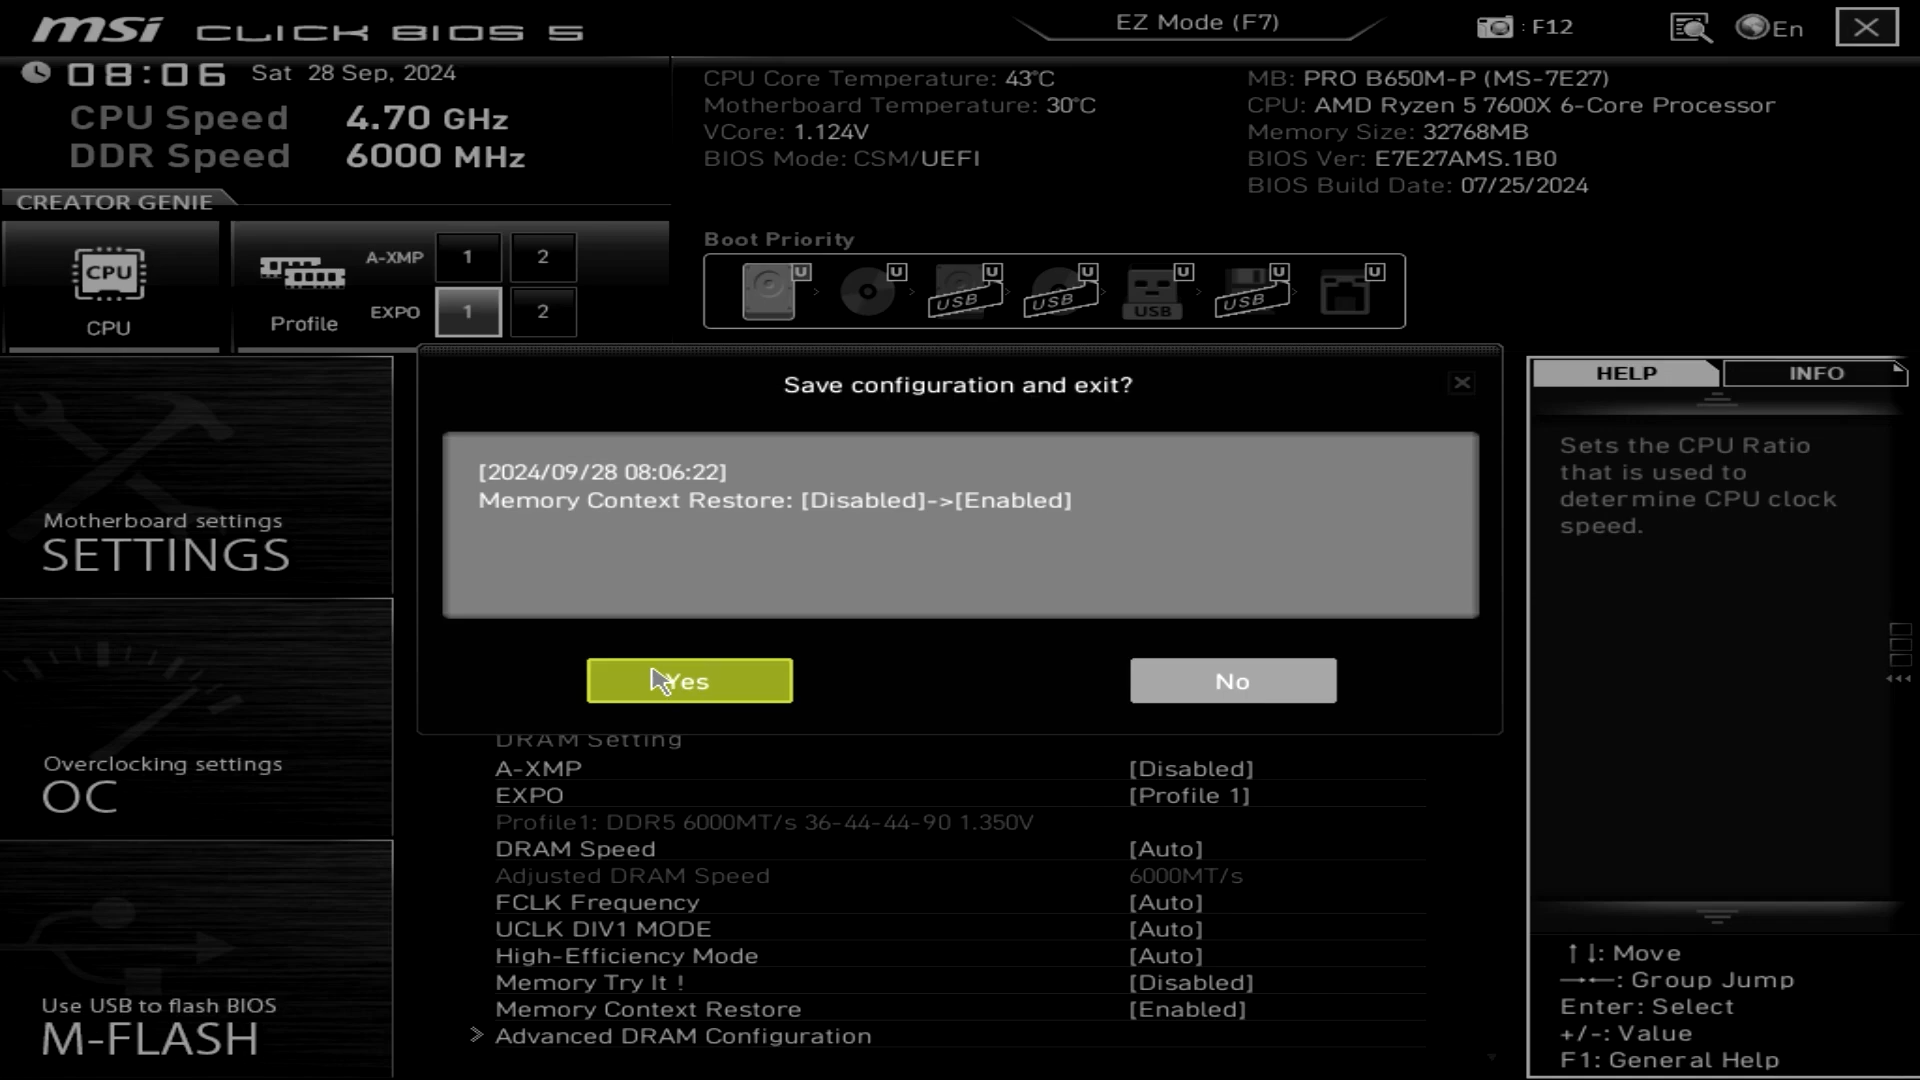 msi CLICK BIOS 5
EZ Mode (F7)
: F12
En
08:06 Sat 28 Sep, 2024
CPU Speed 4.70 GHz
DDR Speed 6000 MHz
CPU Core Temperature: 43°C
Motherboard Temperature: 30°C
VCore: 1.124V
BIOS Mode: CSM/UEFI
MB: PRO B650M-P (MS-7E27)
CPU: AMD Ryzen 5 7600X 6-Core Processor
Memory Size: 32768MB
BIOS Ver: E7E27AMS.1B0
BIOS Build Date: 07/25/2024
CREATOR GENIE
CPU
CPU
Profile
A-XMP 1 2
EXPO 1 2
Boot Priority
U U U U U U U
USB USB USB USB
Save configuration and exit?
[2024/09/28 08:06:22]
Memory Context Restore: [Disabled]->[Enabled]
Yes No
Motherboard settings
SETTINGS
Overclocking settings
OC
Use USB to flash BIOS
M-FLASH
DRAM Setting
A-XMP [Disabled]
EXPO [Profile 1]
Profile1: DDR5 6000MT/s 36-44-44-90 1.350V
DRAM Speed [Auto]
Adjusted DRAM Speed 6000MT/s
FCLK Frequency [Auto]
UCLK DIV1 MODE [Auto]
High-Efficiency Mode [Auto]
Memory Try It ! [Disabled]
Memory Context Restore [Enabled]
> Advanced DRAM Configuration
HELP INFO
Sets the CPU Ratio
that is used to
determine CPU clock
speed.
↑↓: Move
→←: Group Jump
Enter: Select
+/-: Value
F1: General Help